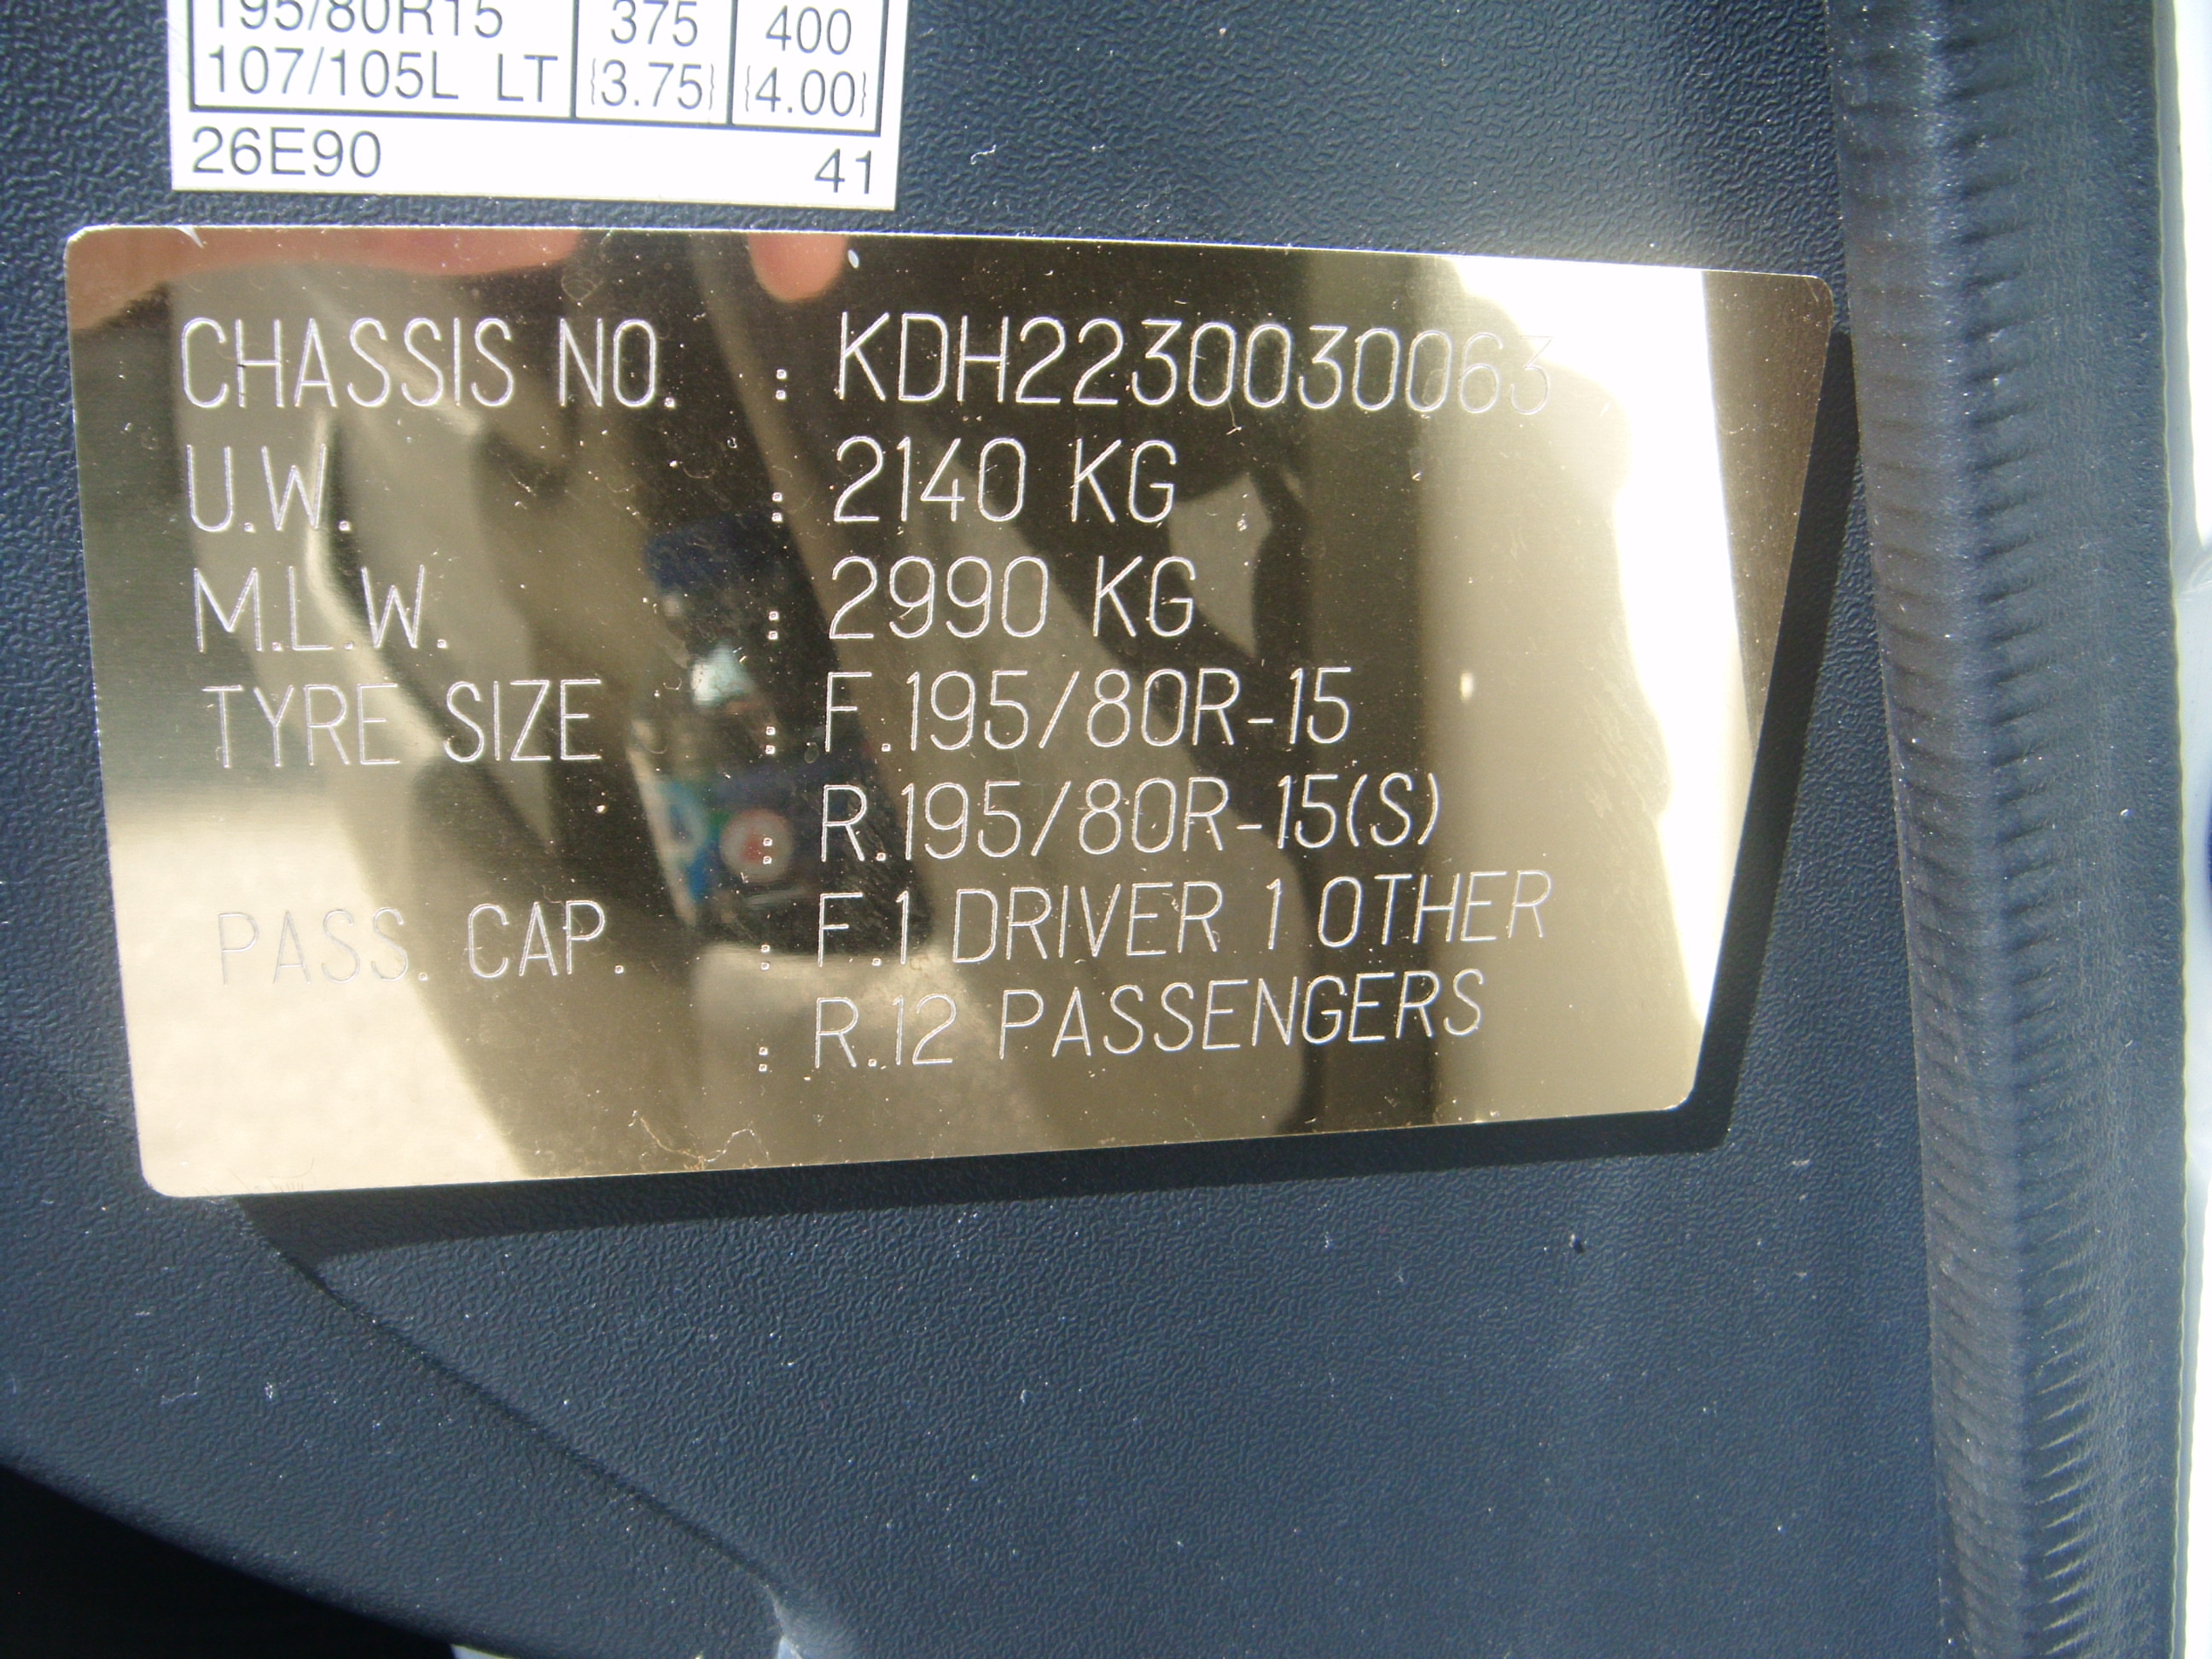 195/80R15 375 400
107/105L LT {3.75} {4.00}
26E90 41
CHASSIS NO. : KDH2230030063
U.W. : 2140 KG
M.L.W. : 2990 KG
TYRE SIZE : F.195/80R-15
: R.195/80R-15(S)
PASS. CAP. : F.1 DRIVER 1 OTHER
: R.12 PASSENGERS